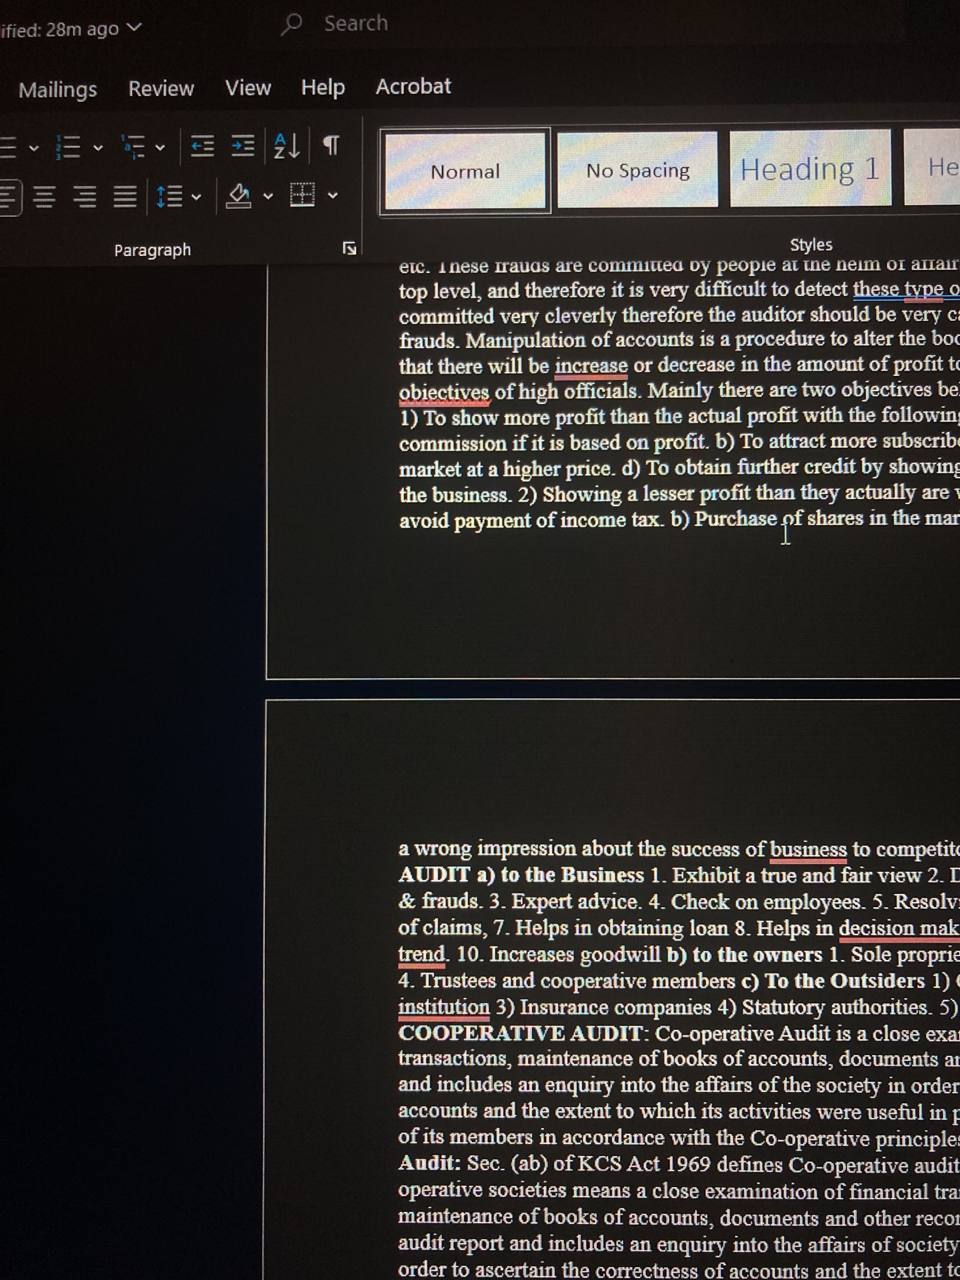 ified: 28m ago
Search
Mailings Review View Help Acrobat
Normal
No Spacing
Heading 1
He
Paragraph
Styles
etc. These frauds are committed by people at the helm of affair
top level, and therefore it is very difficult to detect these type o
committed very cleverly therefore the auditor should be very ca
frauds. Manipulation of accounts is a procedure to alter the boo
that there will be increase or decrease in the amount of profit to
objectives of high officials. Mainly there are two objectives be
1) To show more profit than the actual profit with the following
commission if it is based on profit. b) To attract more subscribe
market at a higher price. d) To obtain further credit by showing
the business. 2) Showing a lesser profit than they actually are
avoid payment of income tax. b) Purchase of shares in the mar
a wrong impression about the success of business to competito
AUDIT a) to the Business 1. Exhibit a true and fair view 2. D
& frauds. 3. Expert advice. 4. Check on employees. 5. Resolv
of claims, 7. Helps in obtaining loan 8. Helps in decision mak
trend. 10. Increases goodwill b) to the owners 1. Sole proprie
4. Trustees and cooperative members c) To the Outsiders 1)
institution 3) Insurance companies 4) Statutory authorities. 5)
COOPERATIVE AUDIT: Co-operative Audit is a close exa
transactions, maintenance of books of accounts, documents a
and includes an enquiry into the affairs of the society in order
accounts and the extent to which its activities were useful in p
of its members in accordance with the Co-operative principles
Audit: Sec. (ab) of KCS Act 1969 defines Co-operative audit
operative societies means a close examination of financial tra
maintenance of books of accounts, documents and other recor
audit report and includes an enquiry into the affairs of society
order to ascertain the correctness of accounts and the extent to